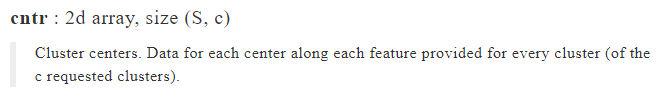 cntr : 2d array, size (S, c)
Cluster centers. Data for each center along each feature provided for every cluster (of the
c requested clusters).